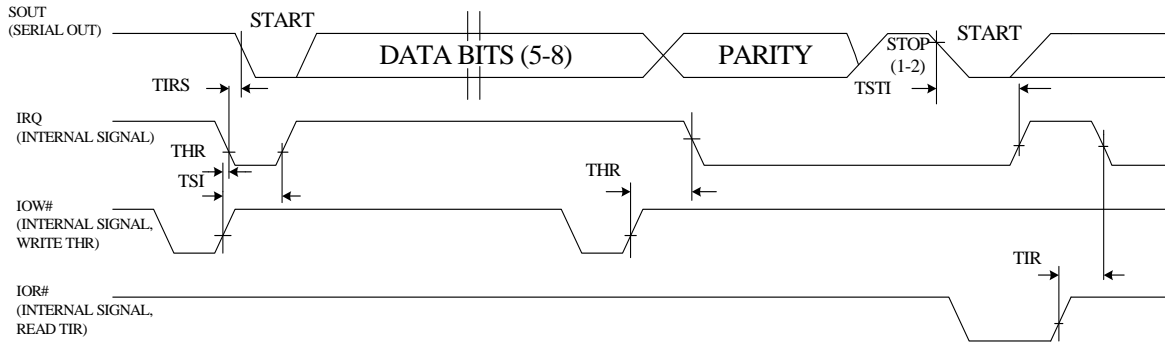 SOUT
(SERIAL OUT)
START
DATA BITS (5-8)
PARITY
STOP
(1-2)
START
TIRS
TSTI
IRQ
(INTERNAL SIGNAL)
THR
TSI
THR
IOW#
(INTERNAL SIGNAL,
WRITE THR)
TIR
IOR#
(INTERNAL SIGNAL,
READ TIR)